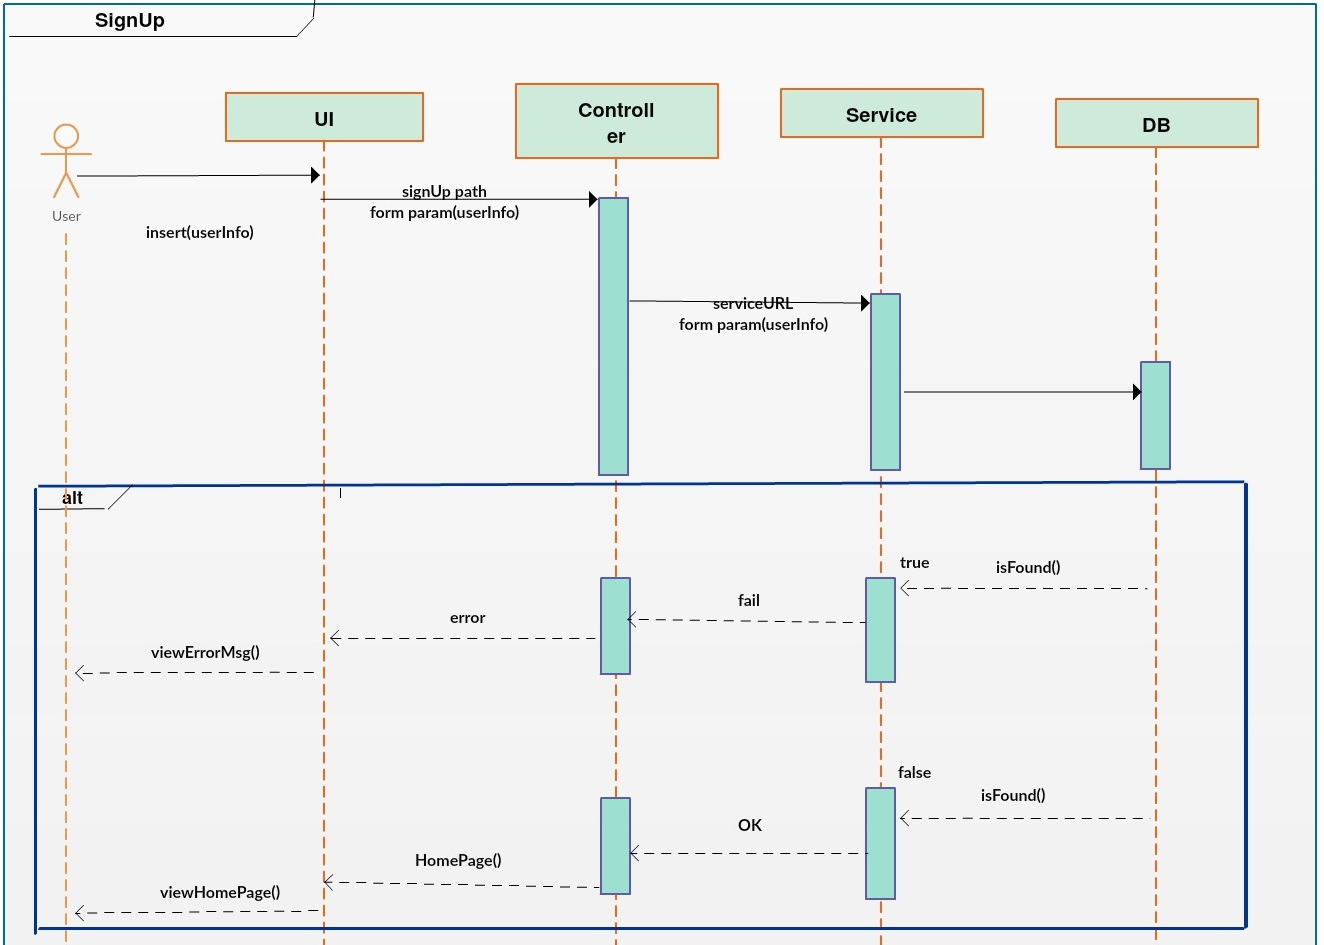 SignUp
UI
Controll
er
Service
DB
User
signUp path
form param(userInfo)
insert(userInfo)
serviceURL
form param(userInfo)
alt
true
isFound()
fail
error
viewErrorMsg()
false
isFound()
OK
HomePage()
viewHomePage()